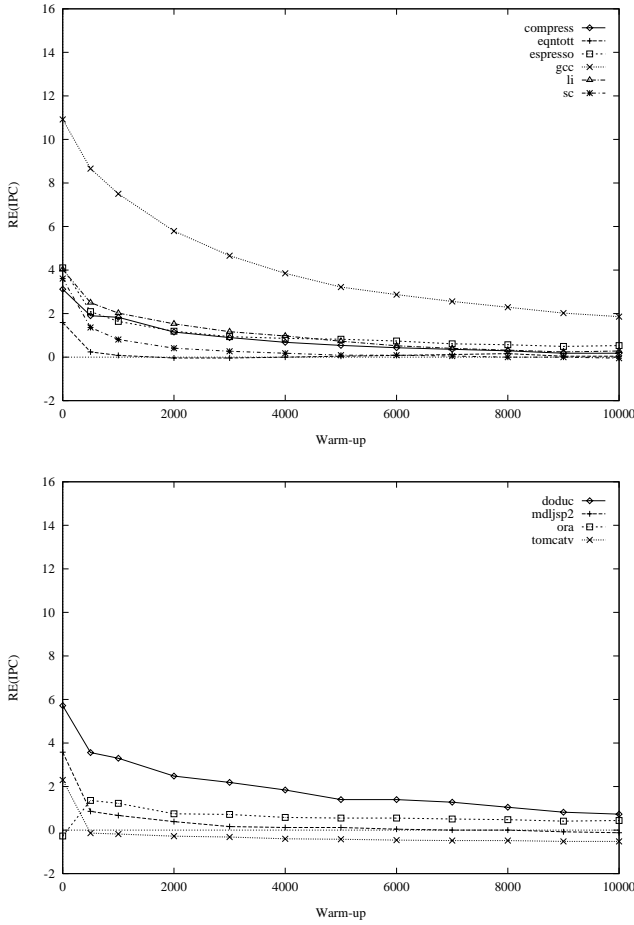 16
14
12
10
8
6
4
2
0
-2
RE(IPC)
compress
eqntott
espresso
gcc
li
sc
0 2000 4000 6000 8000 10000
Warm-up
16
14
12
10
8
6
4
2
0
-2
RE(IPC)
doduc
mdljsp2
ora
tomcatv
0 2000 4000 6000 8000 10000
Warm-up